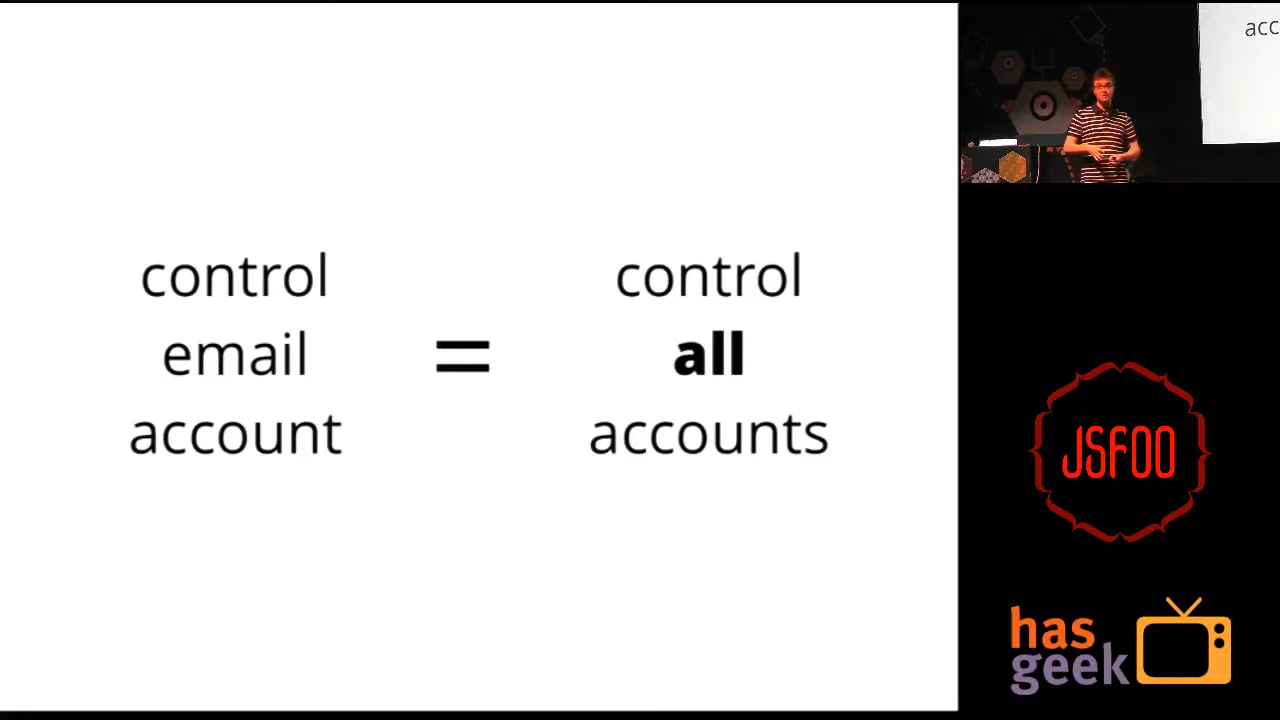 control
email
account
=
control
all
accounts
acc
JSFOO
has
geek